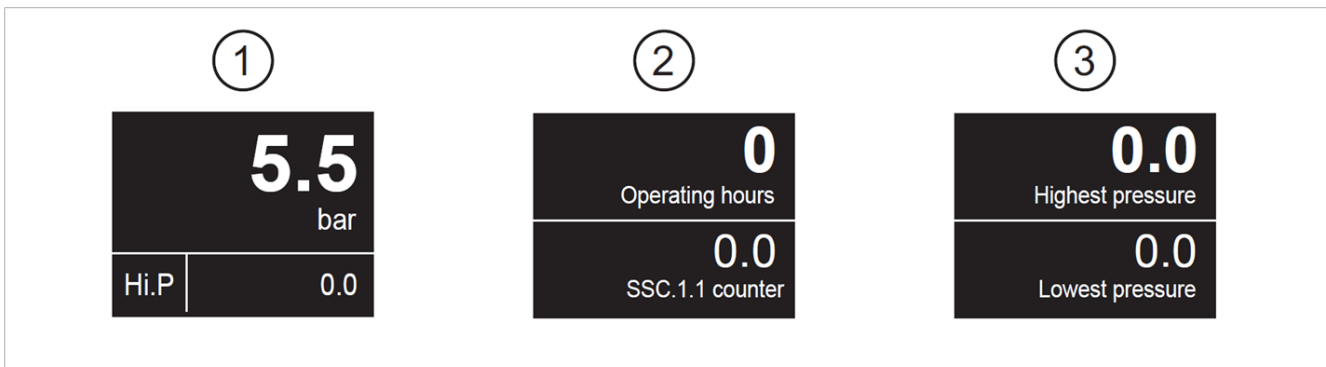 1
2
3
5.5
bar
Hi.P 0.0
0
Operating hours
0.0
SSC.1.1 counter
0.0
Highest pressure
0.0
Lowest pressure